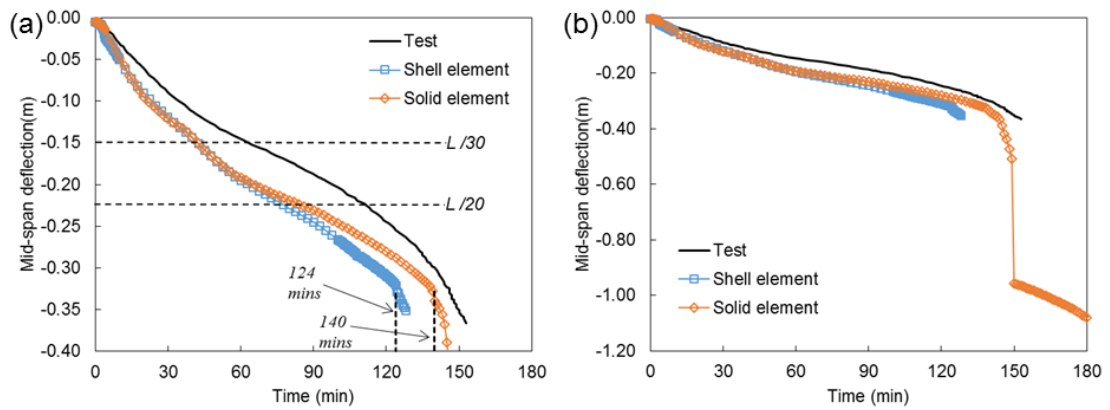 (a)
0.00
-0.05
-0.10
-0.15
-0.20
-0.25
-0.30
-0.35
-0.40
Mid-span deflection(m)
Test
Shell element
Solid element
L /30
L /20
124
mins
140
mins
0 30 60 90 120 150 180
Time (min)
(b)
0.00
-0.20
-0.40
-0.60
-0.80
-1.00
-1.20
Mid-span deflection(m)
Test
Shell element
Solid element
0 30 60 90 120 150 180
Time (min)